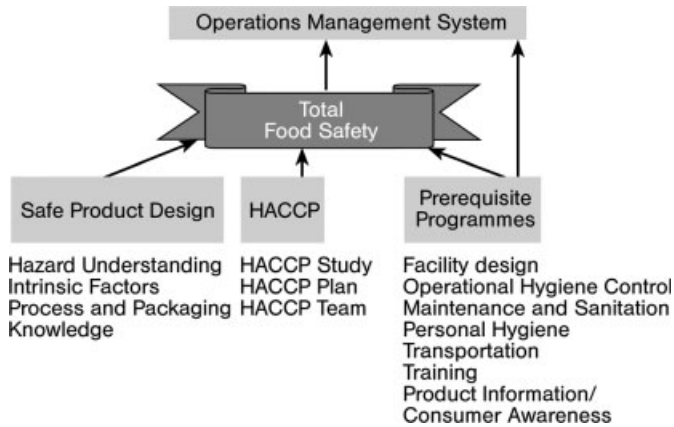 Operations Management System
Total
Food Safety
Safe Product Design
HACCP
Prerequisite
Programmes
Hazard Understanding
Intrinsic Factors
Process and Packaging
Knowledge
HACCP Study
HACCP Plan
HACCP Team
Facility design
Operational Hygiene Control
Maintenance and Sanitation
Personal Hygiene
Transportation
Training
Product Information/
Consumer Awareness